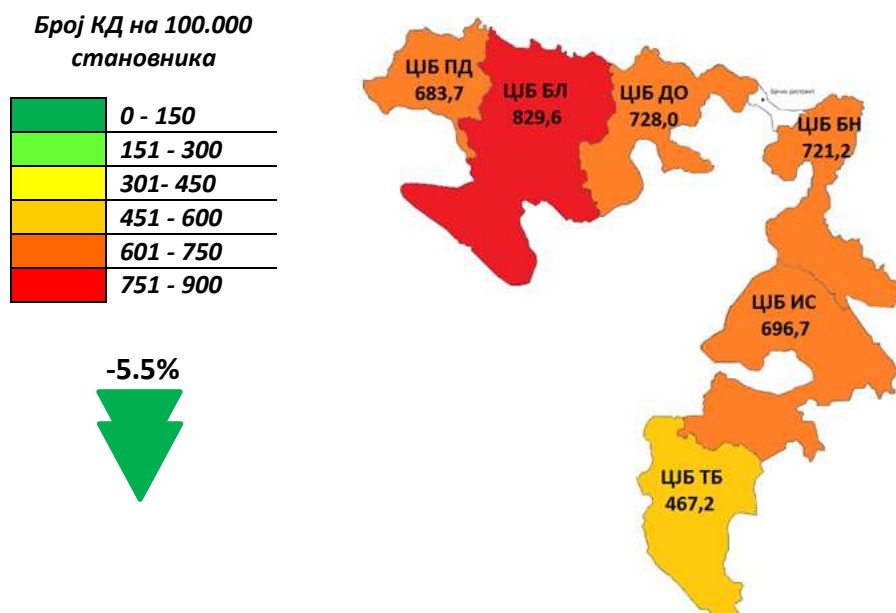 Број КД на 100.000
становника
0 - 150
151 - 300
301- 450
451 - 600
601 - 750
751 - 900
-5.5%
ЦЈБ ПД
683,7
ЦЈБ БЛ
829,6
ЦЈБ ДО
728,0
Брчко дистрикт
ЦЈБ БН
721,2
ЦЈБ ИС
696,7
ЦЈБ ТБ
467,2